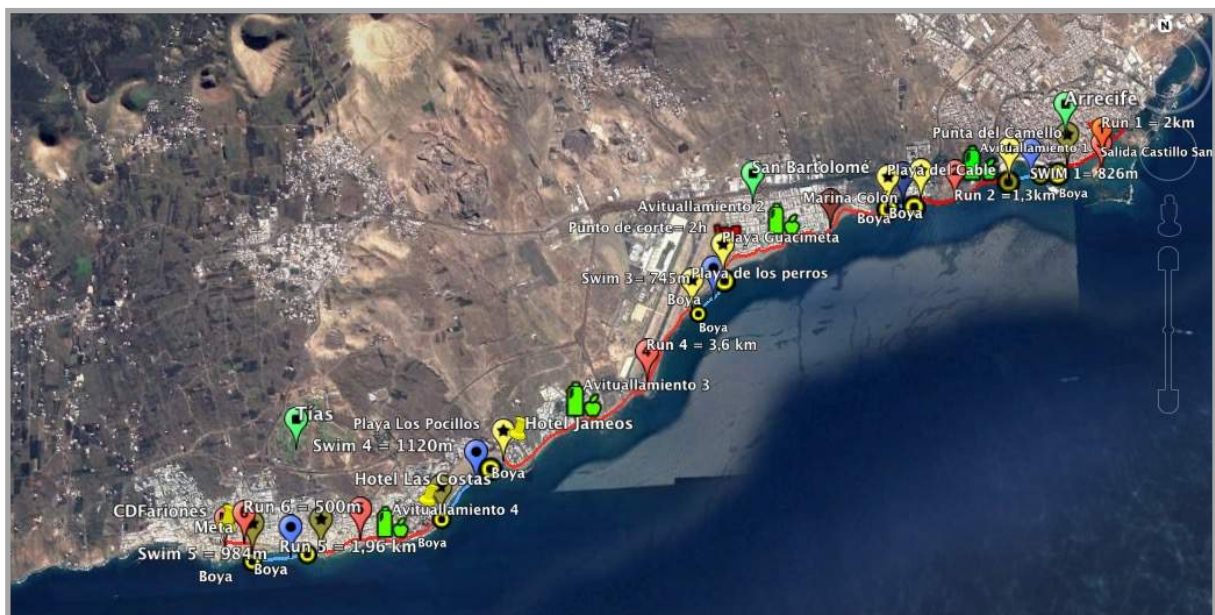 N
Arrecife
Run 1 = 2km
Punta del Camello
Avituallamiento 1
Salida Castillo San
San Bartolomé
Playa del Cable
SWIM 1= 826m
Boya
Avituallamiento 2
Marina Colón
Run 2 =1,3km
Boya
Boya
Punto de corte= 2h
Playa Guacimeta
Swim 3= 745m
Playa de los perros
Boya
Boya
Run 4 = 3,6 km
Avituallamiento 3
Tías
Playa Los Pocillos
Hotel Jameos
Swim 4 = 1120m
Boya
Hotel Las Costas
CDFariones
Run 6 = 500m
Avituallamiento 4
Meta
Boya
Swim 5 = 984m
Run 5 = 1,96 km
Boya
Boya